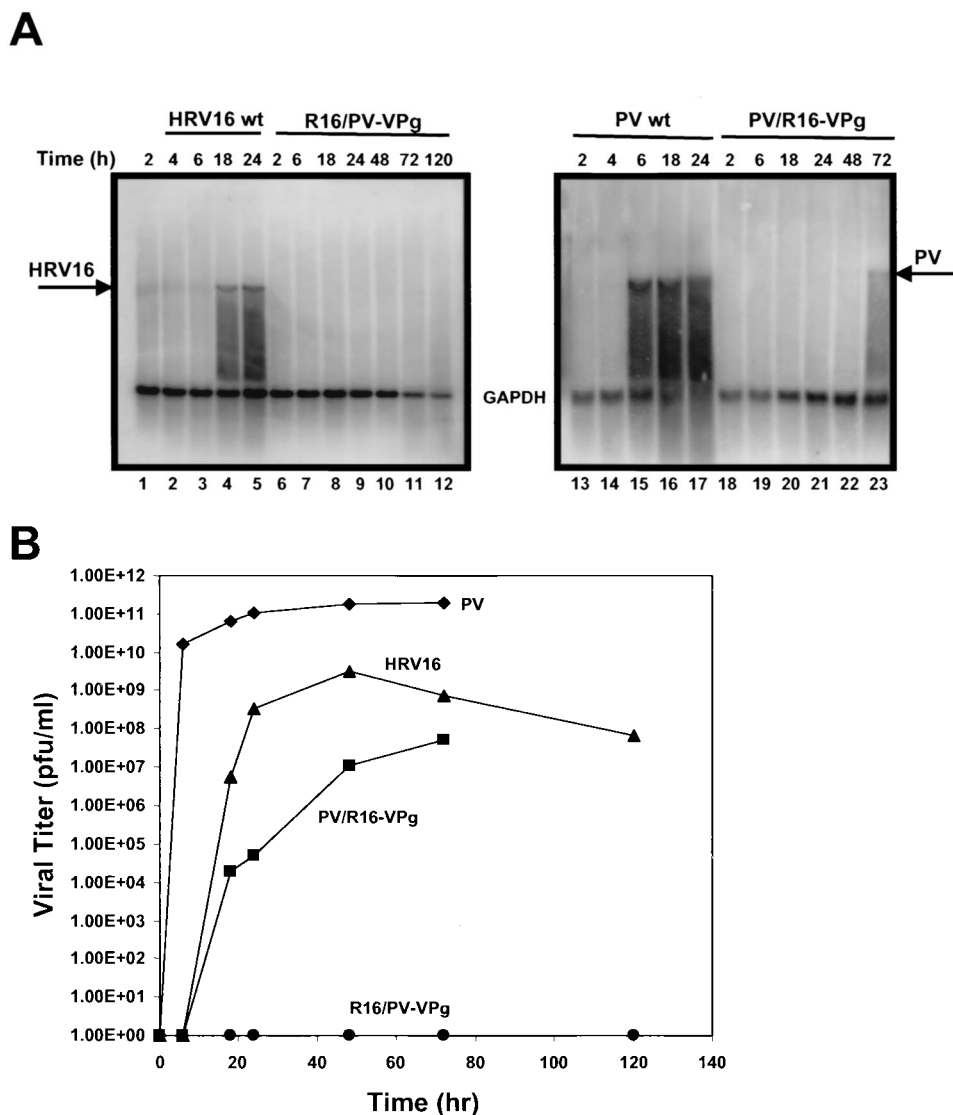 A
HRV16 wt R16/PV-VPg
Time (h) 2 4 6 18 24 2 6 18 24 48 72 120
HRV16
1 2 3 4 5 6 7 8 9 10 11 12
PV wt PV/R16-VPg
2 4 6 18 24 2 6 18 24 48 72
PV
GAPDH
13 14 15 16 17 18 19 20 21 22 23
B
Viral Titer (pfu/ml)
1.00E+12
1.00E+11
1.00E+10
1.00E+09
1.00E+08
1.00E+07
1.00E+06
1.00E+05
1.00E+04
1.00E+03
1.00E+02
1.00E+01
1.00E+00
PV
HRV16
PV/R16-VPg
R16/PV-VPg
0 20 40 60 80 100 120 140
Time (hr)